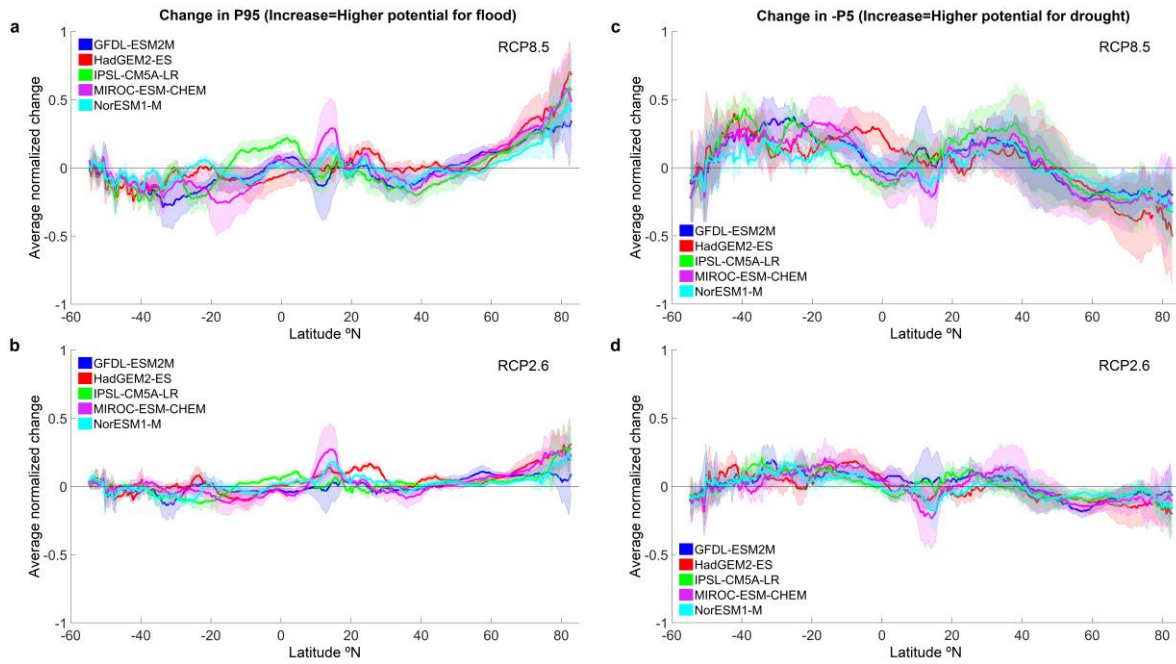 Change in P95 (Increase=Higher potential for flood)
a
1
0.5
0
-0.5
-1
Average normalized change
GFDL-ESM2M
HadGEM2-ES
IPSL-CM5A-LR
MIROC-ESM-CHEM
NorESM1-M
RCP8.5
-60 -40 -20 0 20 40 60 80
Latitude ºN
b
1
0.5
0
-0.5
-1
Average normalized change
GFDL-ESM2M
HadGEM2-ES
IPSL-CM5A-LR
MIROC-ESM-CHEM
NorESM1-M
RCP2.6
-60 -40 -20 0 20 40 60 80
Latitude ºN
Change in -P5 (Increase=Higher potential for drought)
c
1
0.5
0
-0.5
-1
Average normalized change
RCP8.5
GFDL-ESM2M
HadGEM2-ES
IPSL-CM5A-LR
MIROC-ESM-CHEM
NorESM1-M
-60 -40 -20 0 20 40 60 80
Latitude ºN
d
1
0.5
0
-0.5
-1
Average normalized change
RCP2.6
GFDL-ESM2M
HadGEM2-ES
IPSL-CM5A-LR
MIROC-ESM-CHEM
NorESM1-M
-60 -40 -20 0 20 40 60 80
Latitude ºN